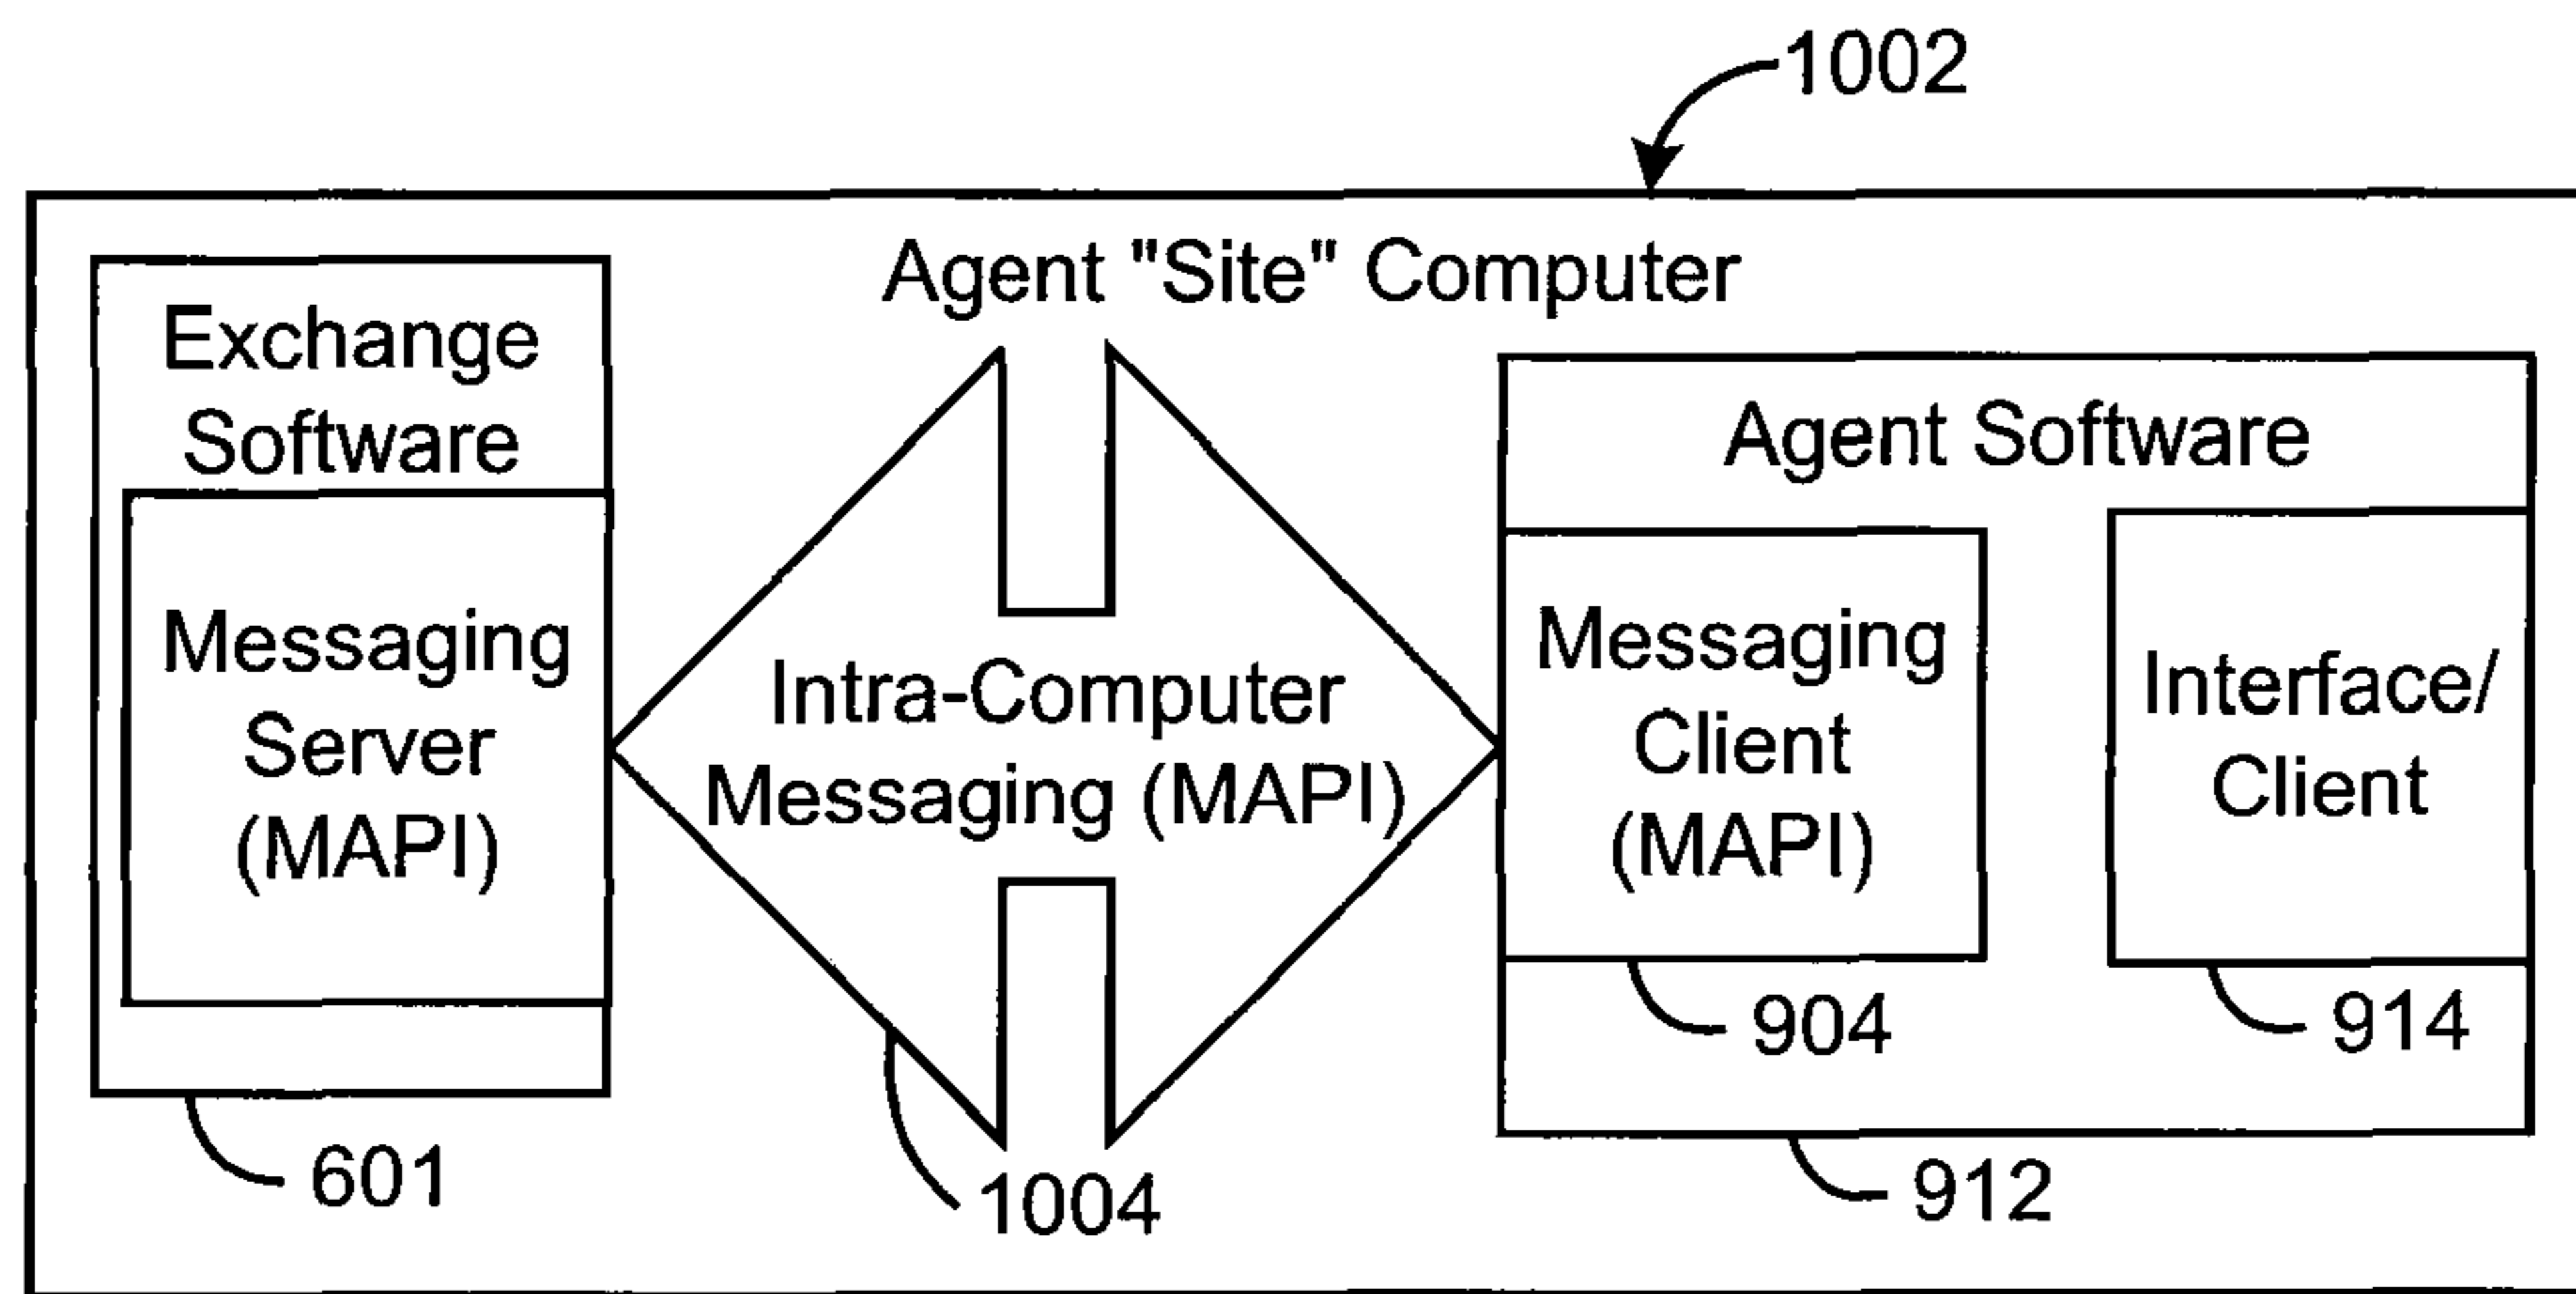 1002
Agent "Site" Computer
Exchange
Software
Messaging
Server
(MAPI)
601
Intra-Computer
Messaging (MAPI)
1004
Agent Software
Messaging
Client
(MAPI)
904
Interface/
Client
914
912